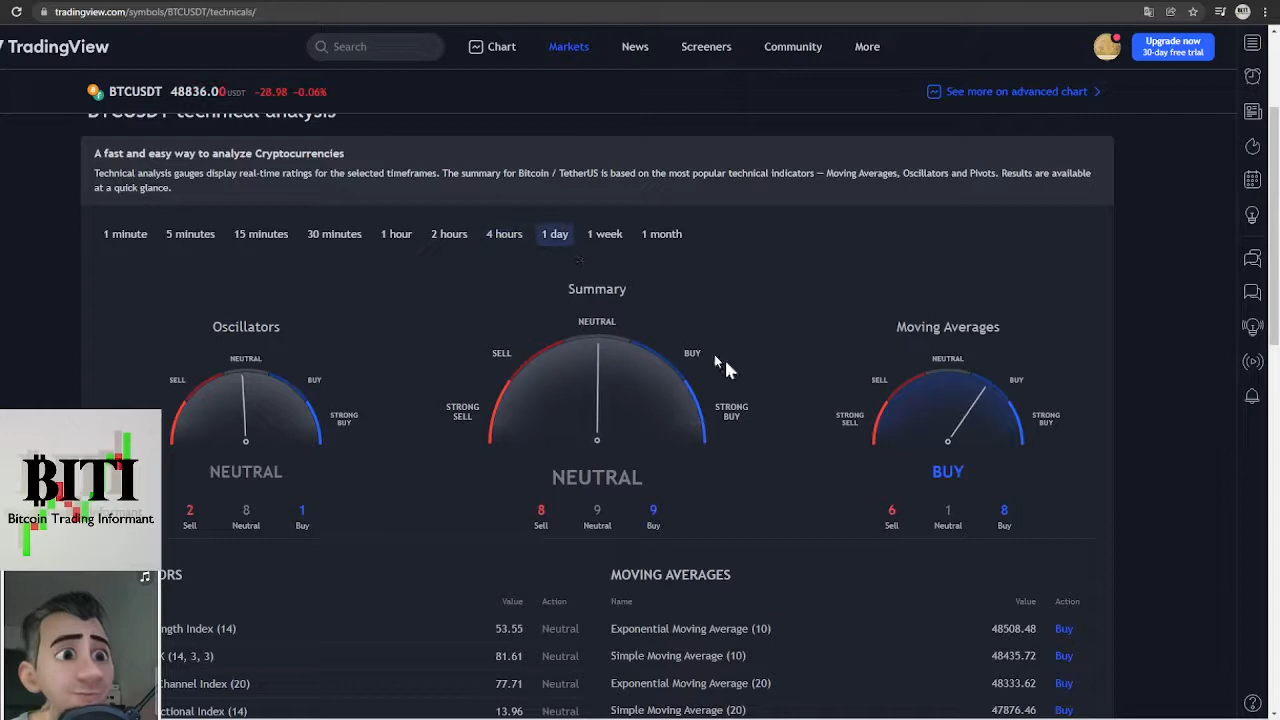 tradingview.com/symbols/BTCUSDT/technicals/
TradingView
Search
Chart
Markets
News
Screeners
Community
More
Upgrade now
30-day free trial
BTCUSDT 48836.00 USDT -28.98 -0.06%
See more on advanced chart
BTCUSDT technical analysis
A fast and easy way to analyze Cryptocurrencies
Technical analysis gauges display real-time ratings for the selected timeframes. The summary for Bitcoin / TetherUS is based on the most popular technical indicators — Moving Averages, Oscillators and Pivots. Results are available
at a quick glance.
1 minute 5 minutes 15 minutes 30 minutes 1 hour 2 hours 4 hours 1 day 1 week 1 month
Summary
NEUTRAL
SELL
BUY
STRONG
SELL
STRONG
BUY
NEUTRAL
8 9 9
Sell Neutral Buy
Oscillators
NEUTRAL
SELL
BUY
STRONG
BUY
NEUTRAL
2 8 1
Sell Neutral Buy
Moving Averages
NEUTRAL
SELL
BUY
STRONG
SELL
STRONG
BUY
BUY
6 1 8
Sell Neutral Buy
BITI
Bitcoin Trading Informant
ORS
Value Action
ngth Index (14) 53.55 Neutral
K (14, 3, 3) 81.61 Neutral
Channel Index (20) 77.71 Neutral
ctional Index (14) 13.96 Neutral
MOVING AVERAGES
Name Value Action
Exponential Moving Average (10) 48508.48 Buy
Simple Moving Average (10) 48435.72 Buy
Exponential Moving Average (20) 48333.62 Buy
Simple Moving Average (20) 47876.46 Buy